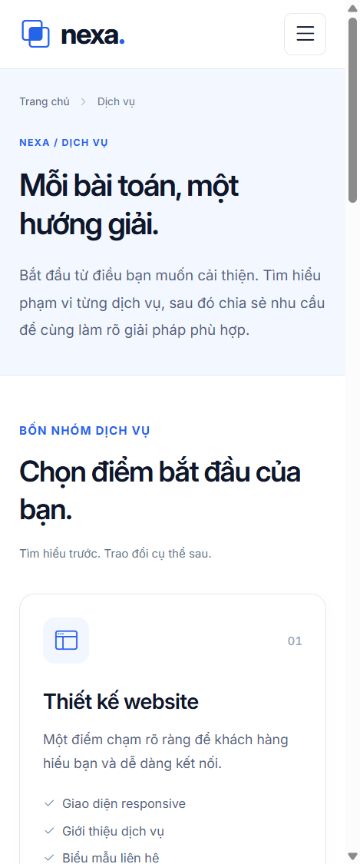 nexa.
Trang chủ > Dịch vụ
NEXA / DỊCH VỤ
Mỗi bài toán, một
hướng giải.
Bắt đầu từ điều bạn muốn cải thiện. Tìm hiểu
phạm vi từng dịch vụ, sau đó chia sẻ nhu cầu
để cùng làm rõ giải pháp phù hợp.
BỐN NHÓM DỊCH VỤ
Chọn điểm bắt đầu của
bạn.
Tìm hiểu trước. Trao đổi cụ thể sau.
01
Thiết kế website
Một điểm chạm rõ ràng để khách hàng
hiểu bạn và dễ dàng kết nối.
Giao diện responsive
Giới thiệu dịch vụ
Biểu mẫu liên hệ